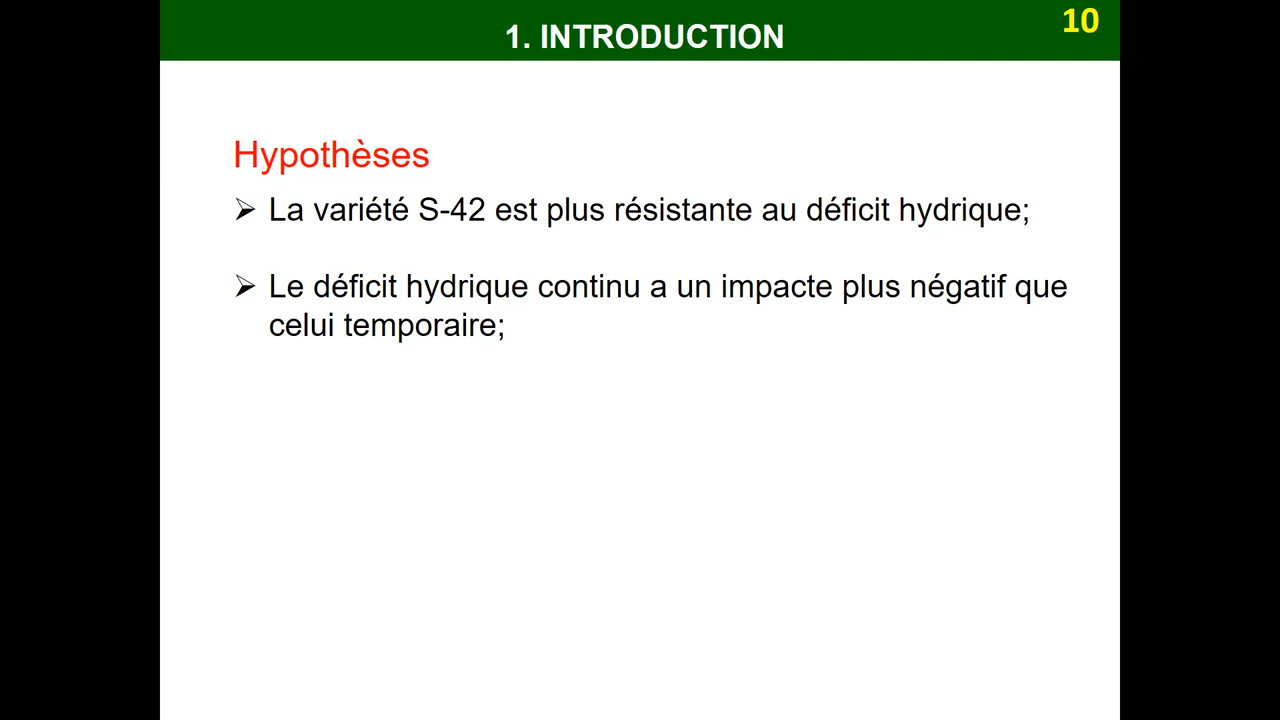 1. INTRODUCTION
10
Hypothèses
➢ La variété S-42 est plus résistante au déficit hydrique;
➢ Le déficit hydrique continu a un impacte plus négatif que
celui temporaire;